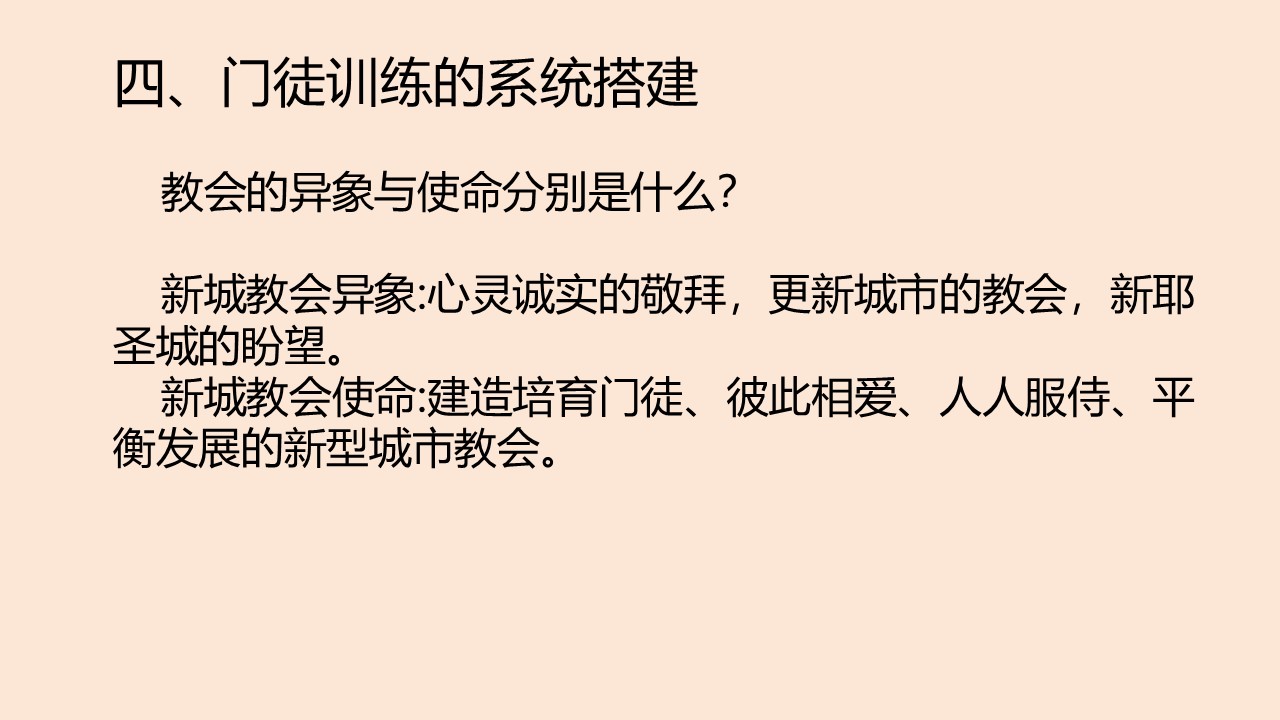 四、门徒训练的系统搭建
教会的异象与使命分别是什么？
新城教会异象:心灵诚实的敬拜，更新城市的教会，新耶
圣城的盼望。
新城教会使命:建造培育门徒、彼此相爱、人人服侍、平
衡发展的新型城市教会。